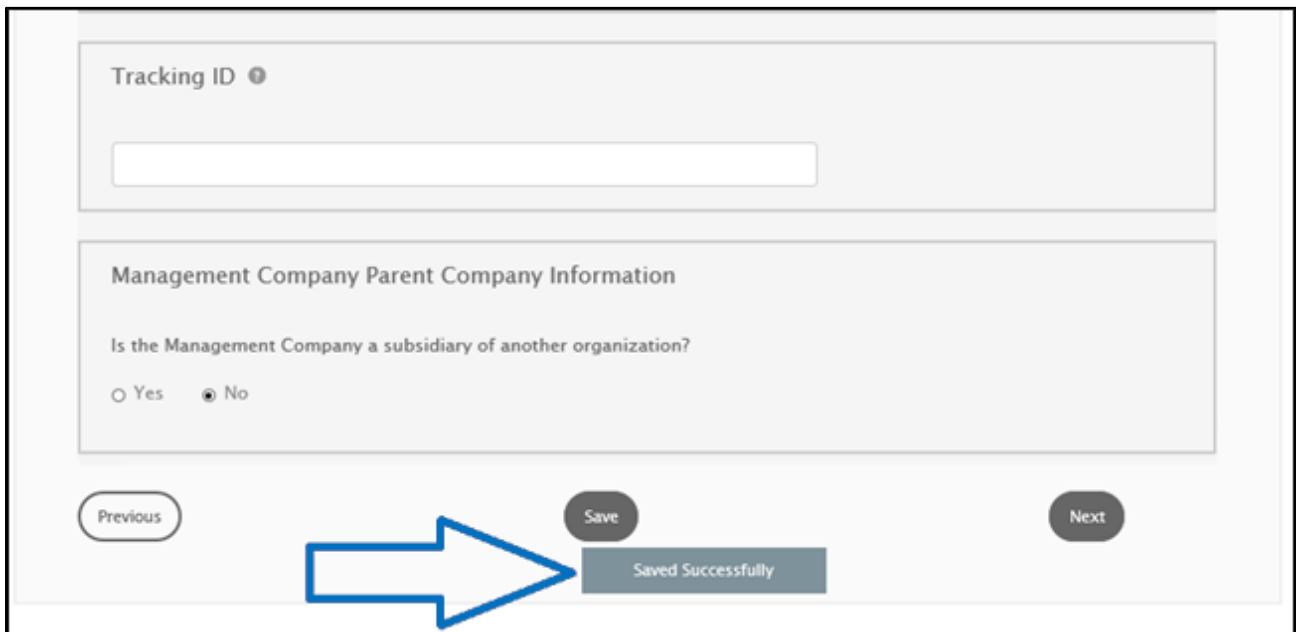 Tracking ID ?
Management Company Parent Company Information
Is the Management Company a subsidiary of another organization?
Yes No
Previous Save Next
Saved Successfully